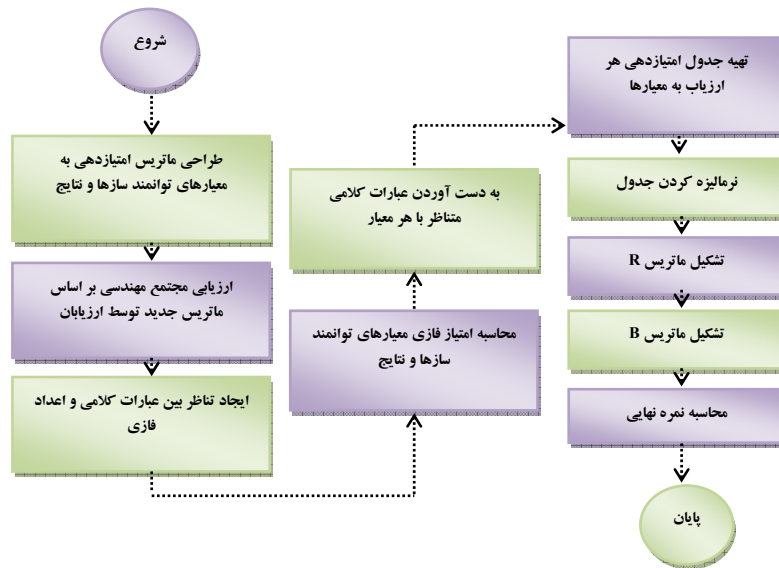 شروع
طراحی ماتریس امتیازدهی به
معیارهای توانمند سازها و نتایج
ارزیابی مجتمع مهندسی بر اساس
ماتریس جدید توسط ارزیابان
ایجاد تناظر بین عبارات کلامی و اعداد
فازی
محاسبه امتیاز فازی معیارهای توانمند
سازها و نتایج
به دست آوردن عبارات کلامی
متناظر با هر معیار
تهیه جدول امتیازدهی هر
ارزیاب به معیارها
نرمالیزه کردن جدول
تشکیل ماتریس R
تشکیل ماتریس B
محاسبه نمره نهایی
پایان